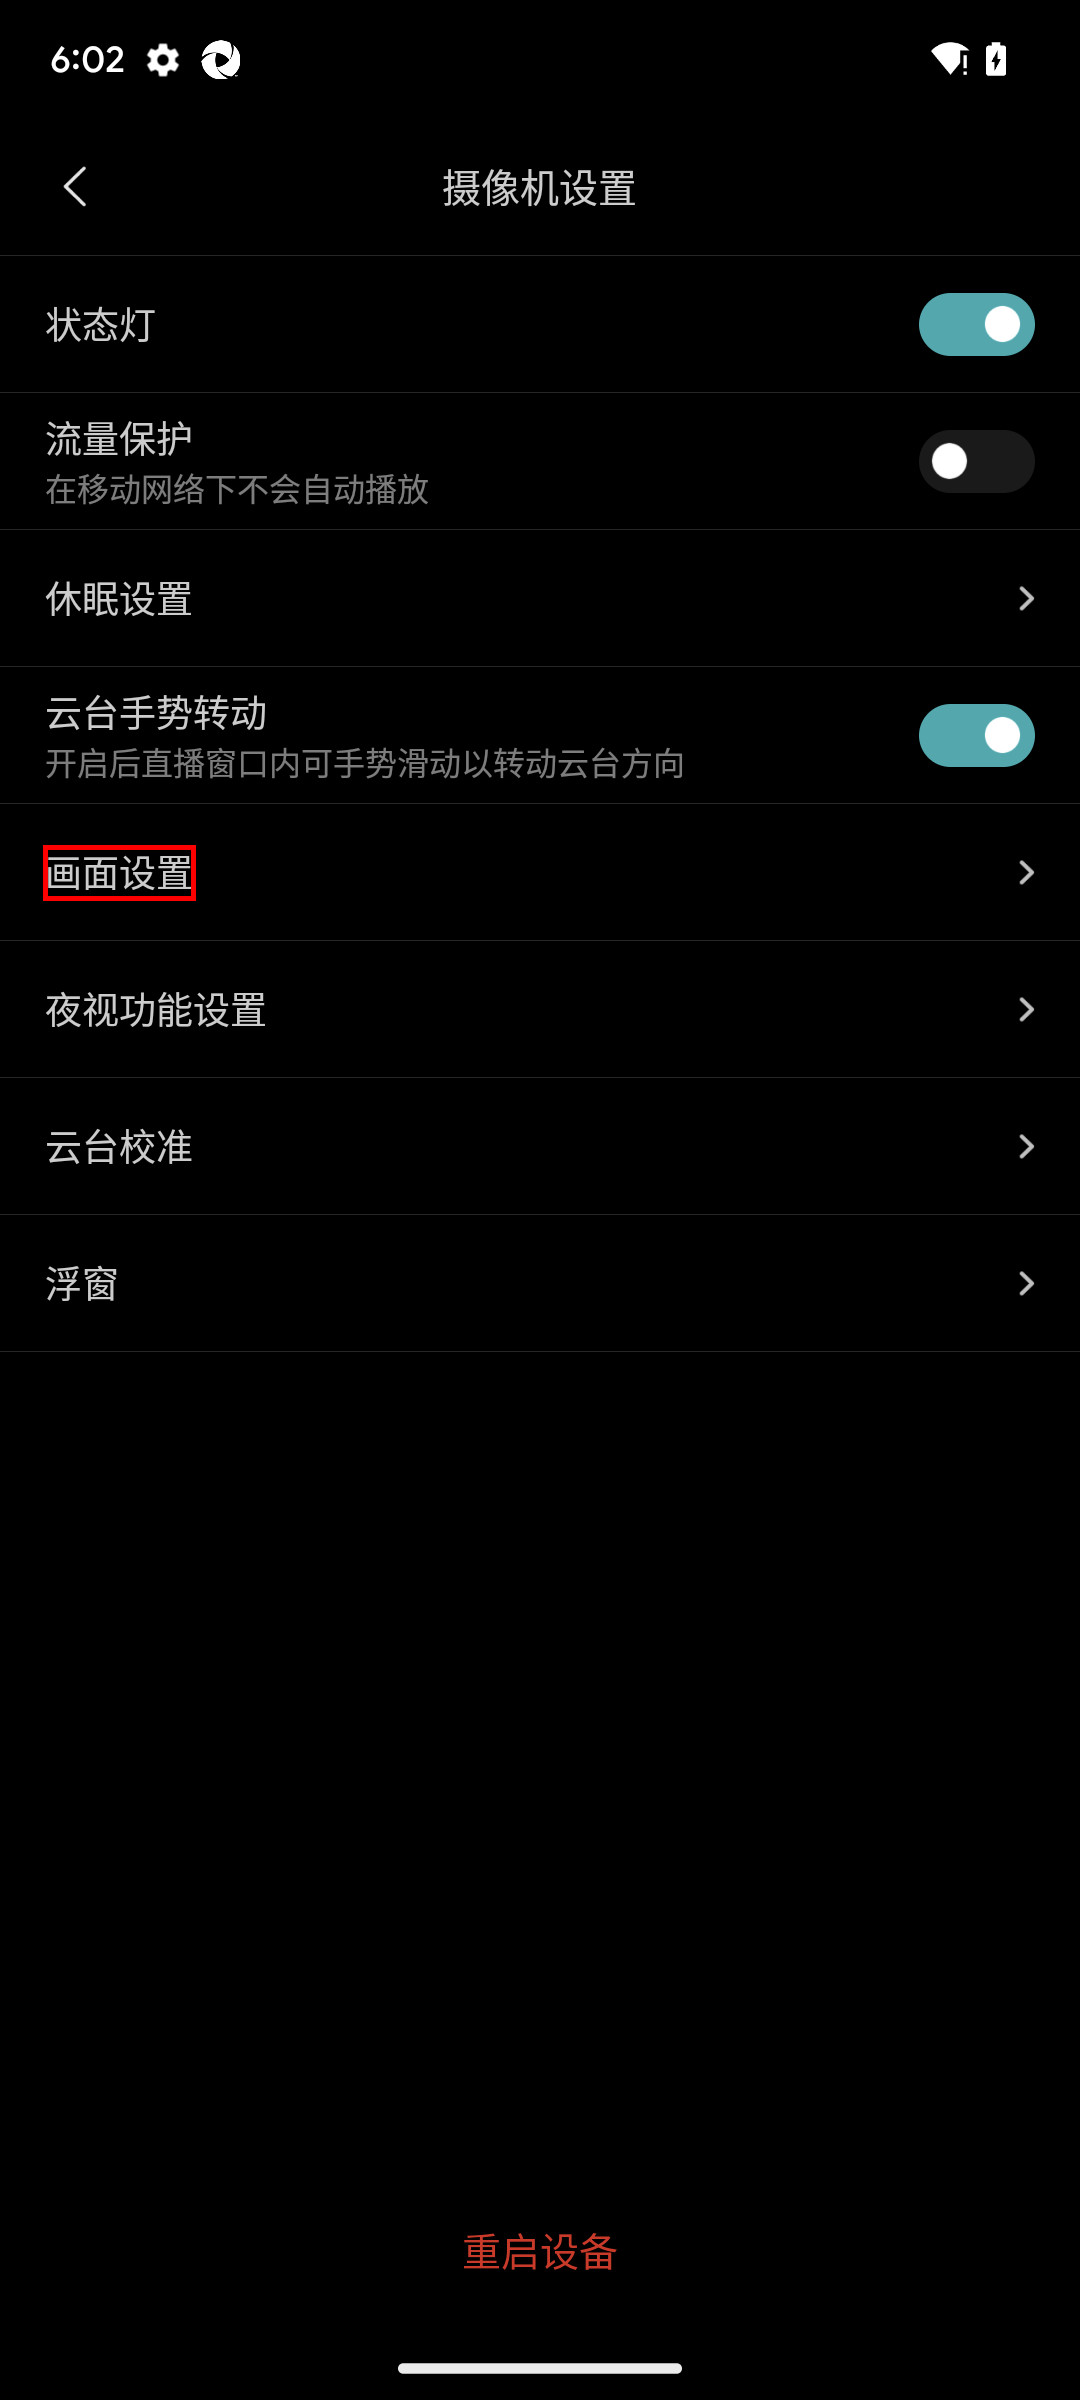 6:02
摄像机设置
状态灯
流量保护
在移动网络下不会自动播放
休眠设置
云台手势转动
开启后直播窗口内可手势滑动以转动云台方向
画面设置
夜视功能设置
云台校准
浮窗
重启设备